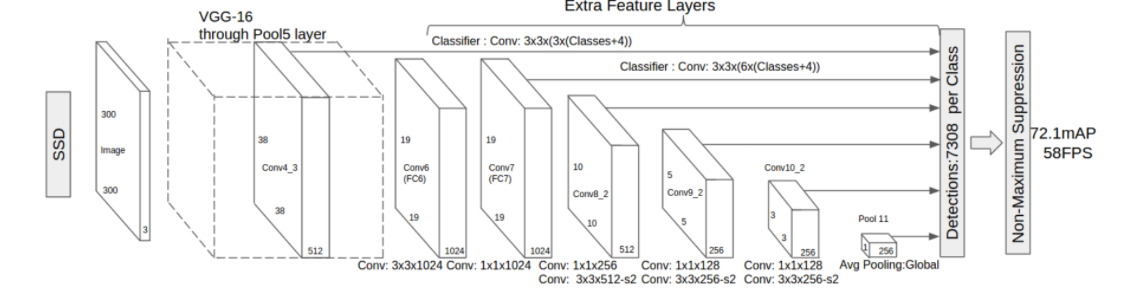 Extra Feature Layers
VGG-16
through Pool5 layer
Classifier : Conv: 3x3x(3x(Classes+4))
Classifier : Conv: 3x3x(6x(Classes+4))
SSD
300
Image
300
3
38
Conv4_3
38
512
19
Conv6
(FC6)
19
1024
19
Conv7
(FC7)
19
1024
10
Conv8_2
10
512
5
Conv9_2
5
256
Conv10_2
3
3
256
Pool 11
1
256
Detections:7308 per Class
Non-Maximum Suppression
72.1mAP
58FPS
Conv: 3x3x1024
Conv: 1x1x1024
Conv: 1x1x256
Conv: 3x3x512-s2
Conv: 1x1x128
Conv: 3x3x256-s2
Conv: 1x1x128
Conv: 3x3x256-s2
Avg Pooling:Global